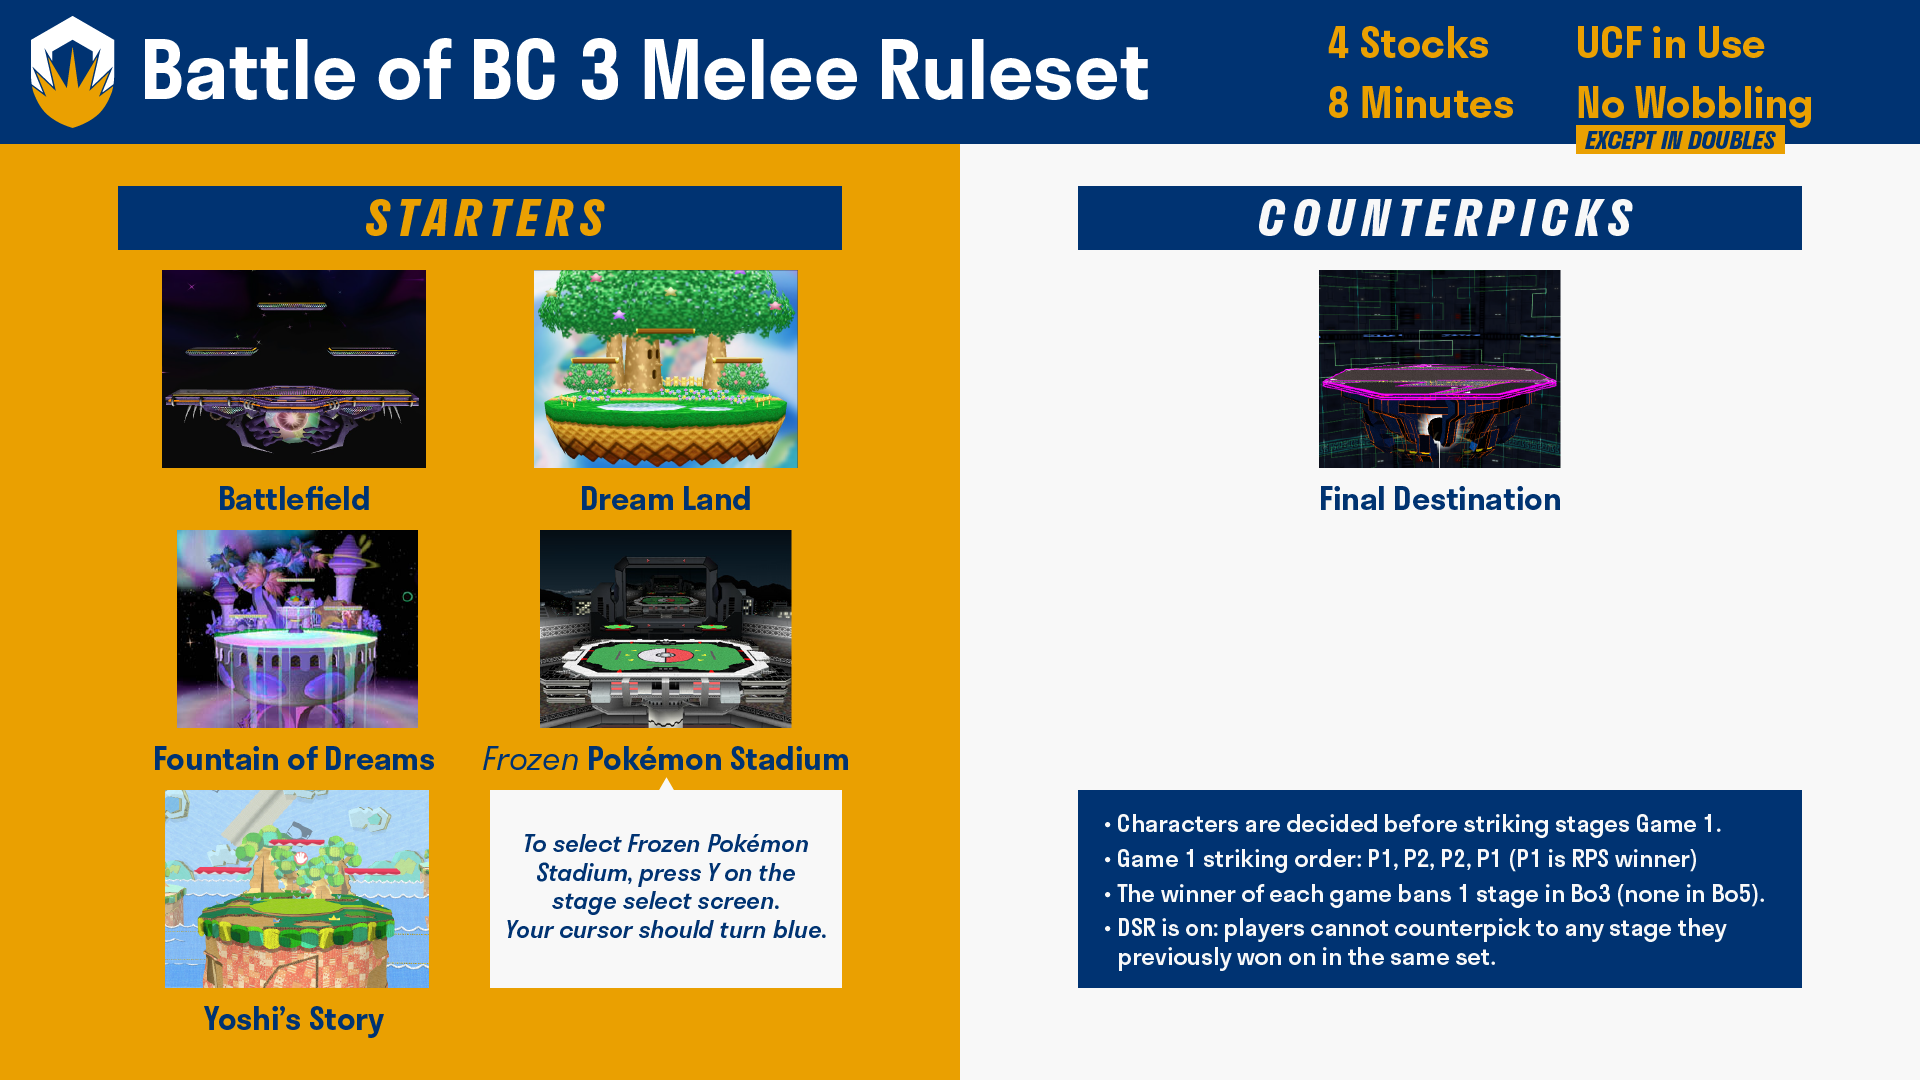 Battle of BC 3 Melee Ruleset
4 Stocks
8 Minutes
UCF in Use
No Wobbling
EXCEPT IN DOUBLES
STARTERS
Battlefield
Dream Land
Fountain of Dreams
Frozen Pokémon Stadium
To select Frozen Pokémon
Stadium, press Y on the
stage select screen.
Your cursor should turn blue.
Yoshi's Story
COUNTERPICKS
Final Destination
• Characters are decided before striking stages Game 1.
• Game 1 striking order: P1, P2, P2, P1 (P1 is RPS winner)
• The winner of each game bans 1 stage in Bo3 (none in Bo5).
• DSR is on: players cannot counterpick to any stage they
previously won on in the same set.